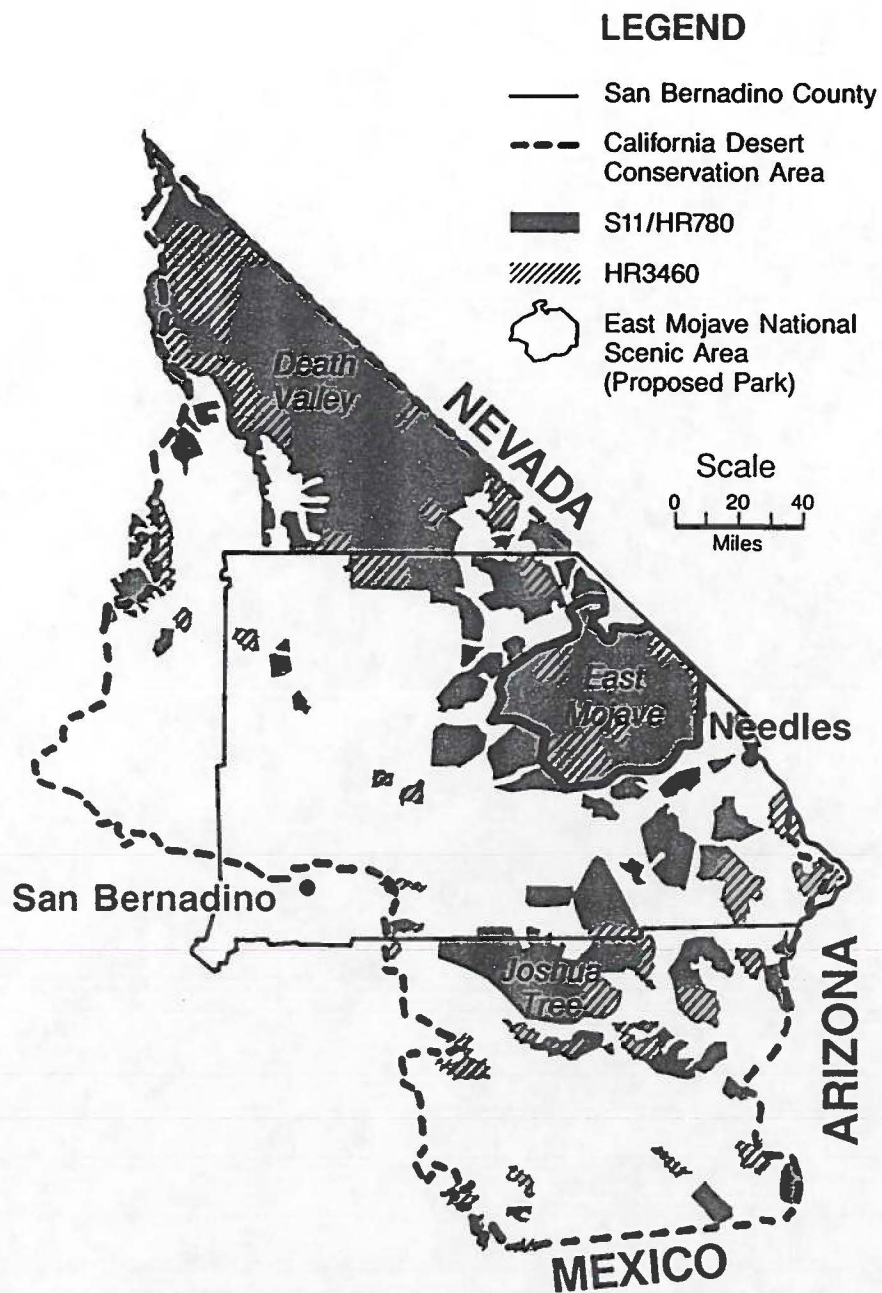 LEGEND
San Bernadino County
California Desert
Conservation Area
S11/HR780
HR3460
East Mojave National
Scenic Area
(Proposed Park)
Death
Valley
NEVADA
Scale
0 20 40
Miles
East
Mojave
Needles
San Bernadino
Joshua
Tree
ARIZONA
MEXICO